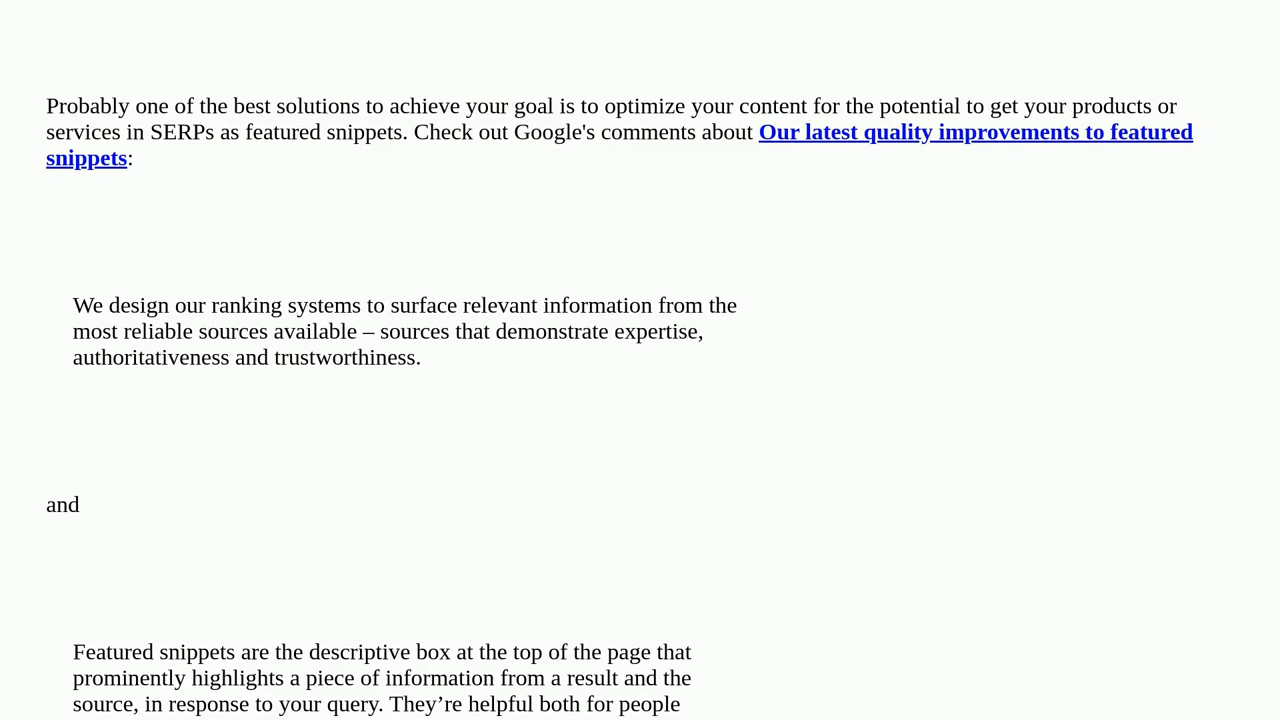 Probably one of the best solutions to achieve your goal is to optimize your content for the potential to get your products or
services in SERPs as featured snippets. Check out Google's comments about Our latest quality improvements to featured
snippets:
We design our ranking systems to surface relevant information from the
most reliable sources available – sources that demonstrate expertise,
authoritativeness and trustworthiness.
and
Featured snippets are the descriptive box at the top of the page that
prominently highlights a piece of information from a result and the
source, in response to your query. They’re helpful both for people